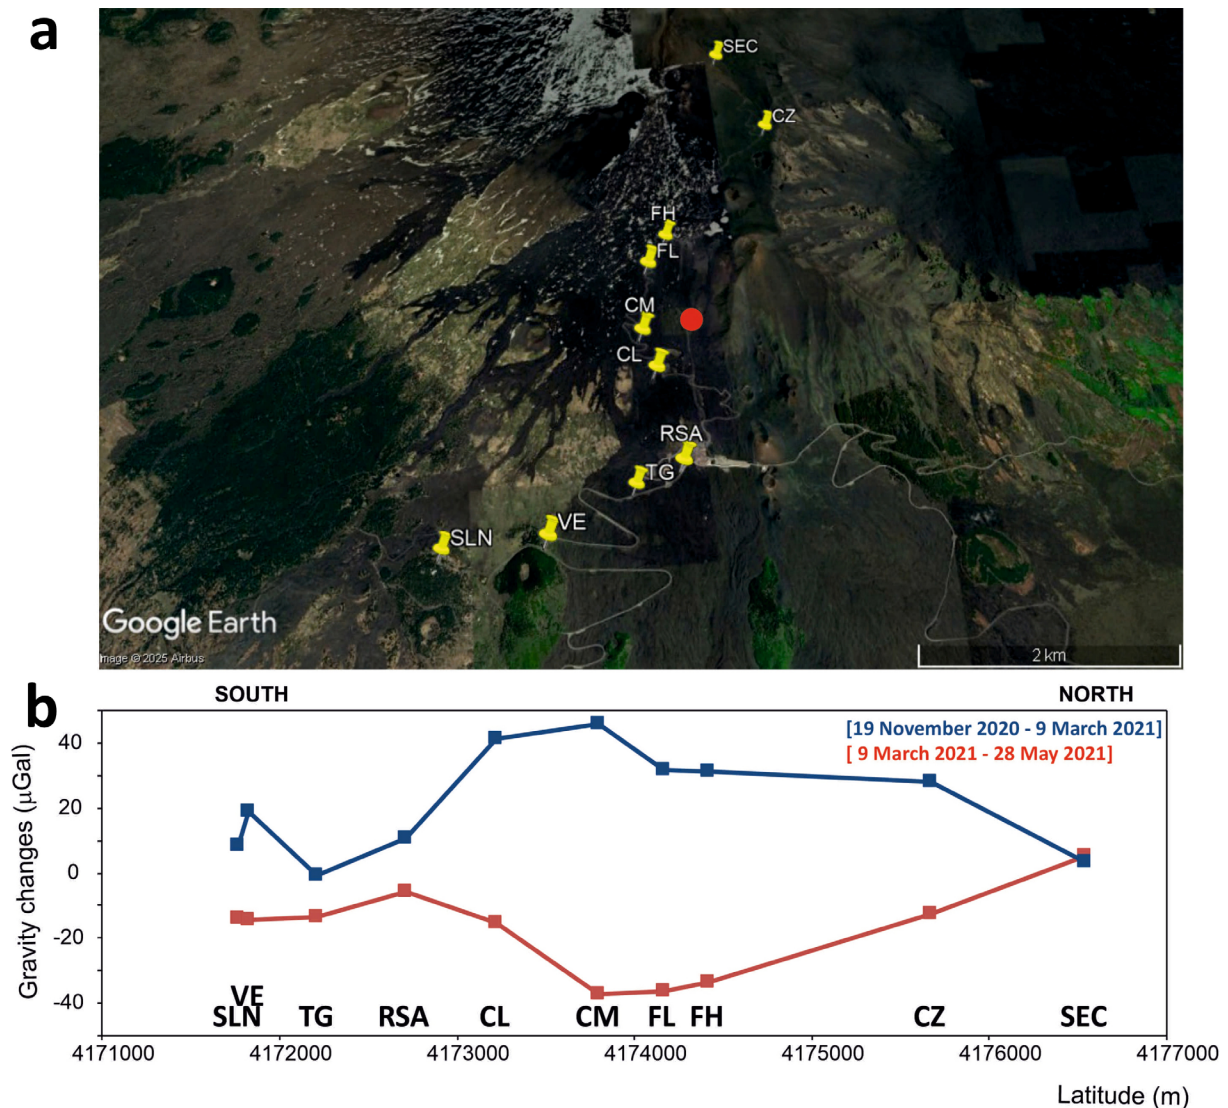 a
SEC
CZ
FH
FL
CM
CL
RSA
TG
VE
SLN
Google Earth
Image © 2025 Airbus
2 km
b
SOUTH
NORTH
[19 November 2020 - 9 March 2021]
[ 9 March 2021 - 28 May 2021]
Gravity changes (μGal)
40
20
0
-20
-40
VE
SLN TG RSA CL CM FL FH CZ SEC
4171000 4172000 4173000 4174000 4175000 4176000 4177000
Latitude (m)